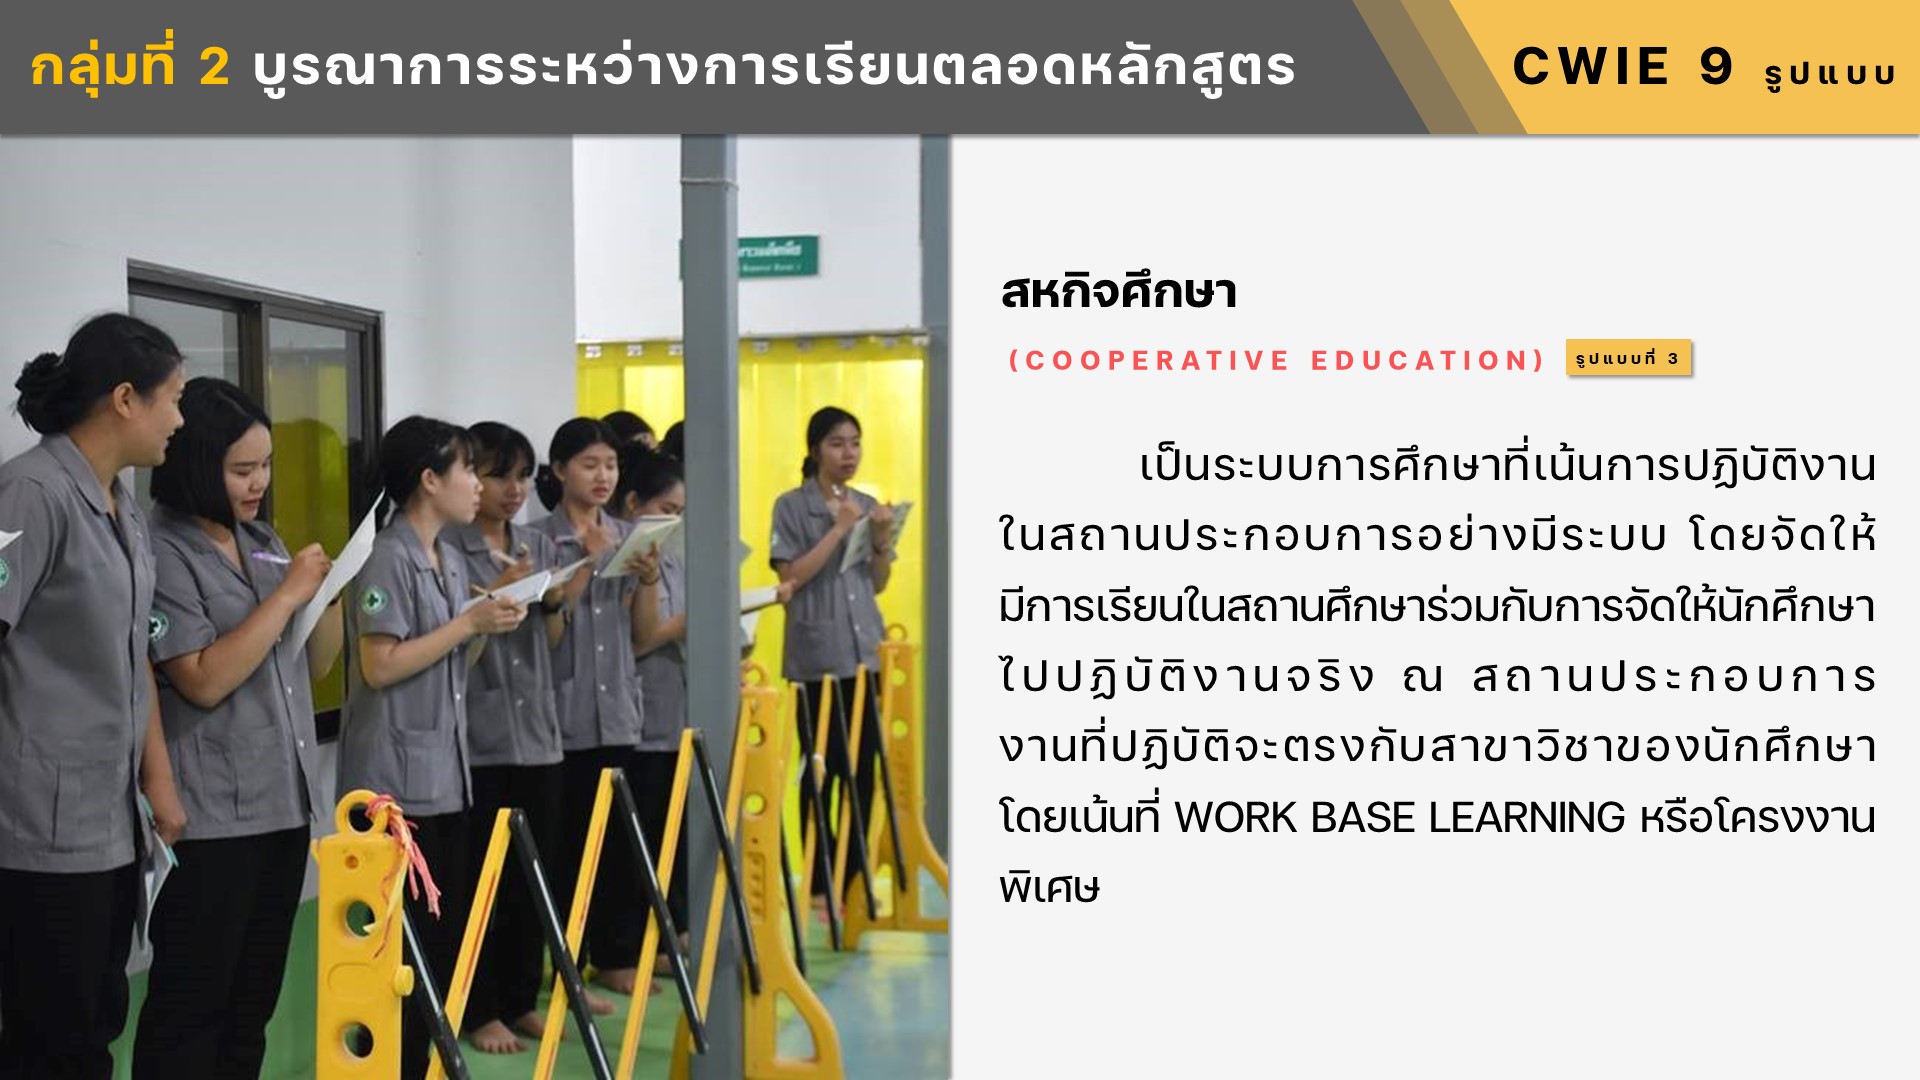 กลุ่มที่ 2 บูรณาการระหว่างการเรียนตลอดหลักสูตร
CWIE 9 รูปแบบ
สหกิจศึกษา
(COOPERATIVE EDUCATION) รูปแบบที่ 3
เป็นระบบการศึกษาที่เน้นการปฏิบัติงาน
ในสถานประกอบการอย่างมีระบบ โดยจัดให้
มีการเรียนในสถานศึกษาร่วมกับการจัดให้นักศึกษา
ไปปฏิบัติงานจริง ณ สถานประกอบการ
งานที่ปฏิบัติจะตรงกับสาขาวิชาของนักศึกษา
โดยเน้นที่ WORK BASE LEARNING หรือโครงงาน
พิเศษ